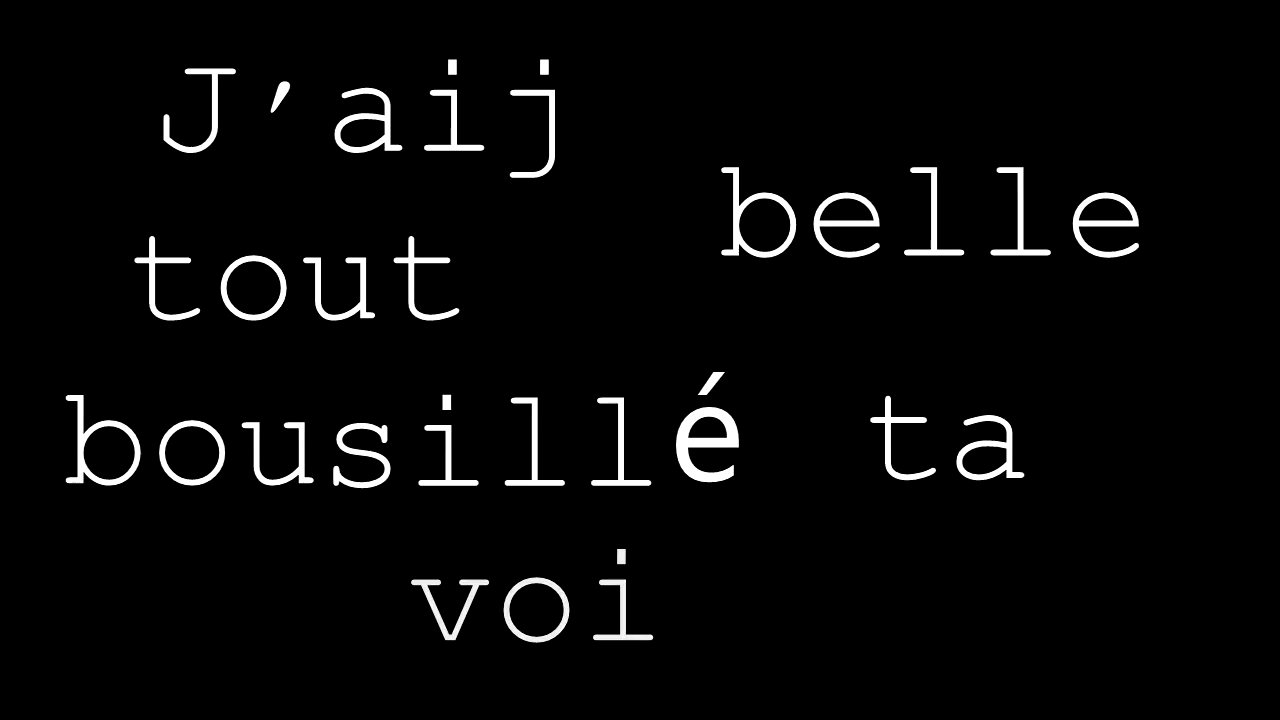 J’aij
belle
tout
bousillé ta
voi